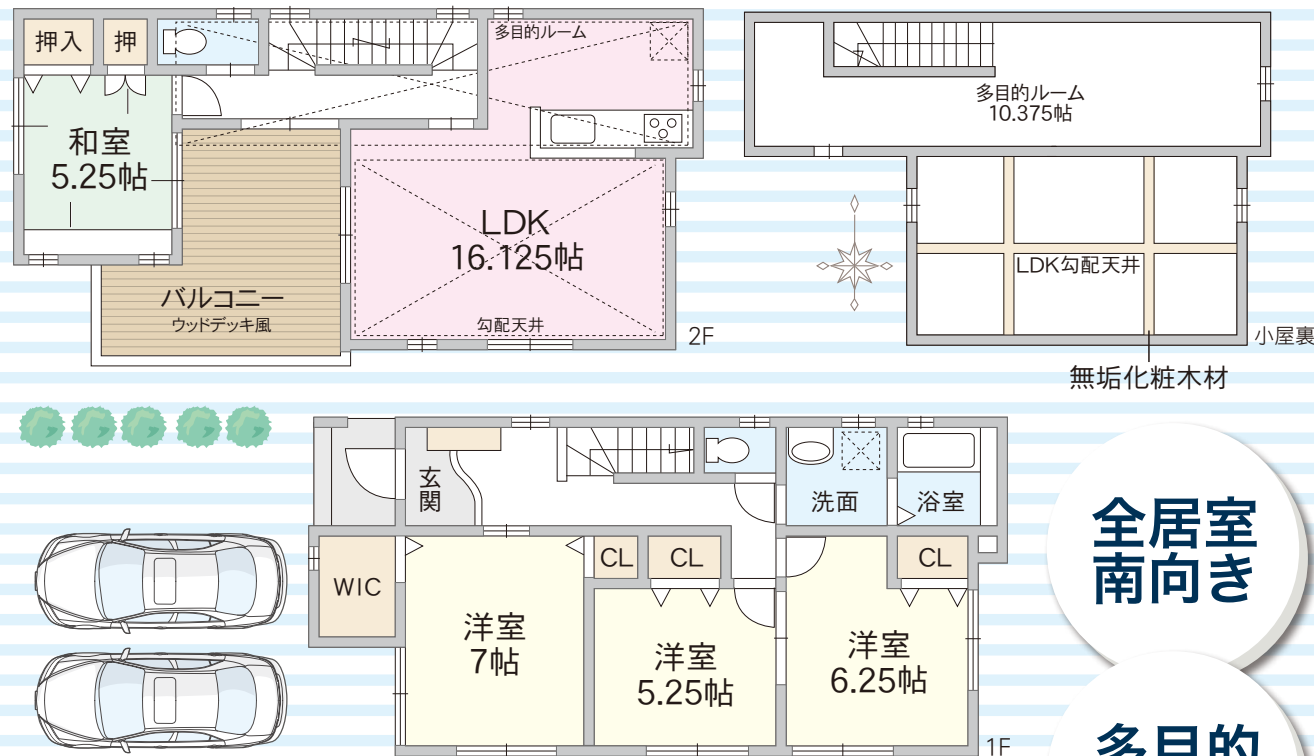 押入
押
多目的ルーム
和室
5.25帖
LDK
16.125帖
バルコニー
ウッドデッキ風
勾配天井
2F
多目的ルーム
10.375帖
LDK勾配天井
小屋裏
無垢化粧木材
玄関
洗面
浴室
WIC
CL
CL
CL
洋室
7帖
洋室
5.25帖
洋室
6.25帖
1F
全居室
南向き
多目的